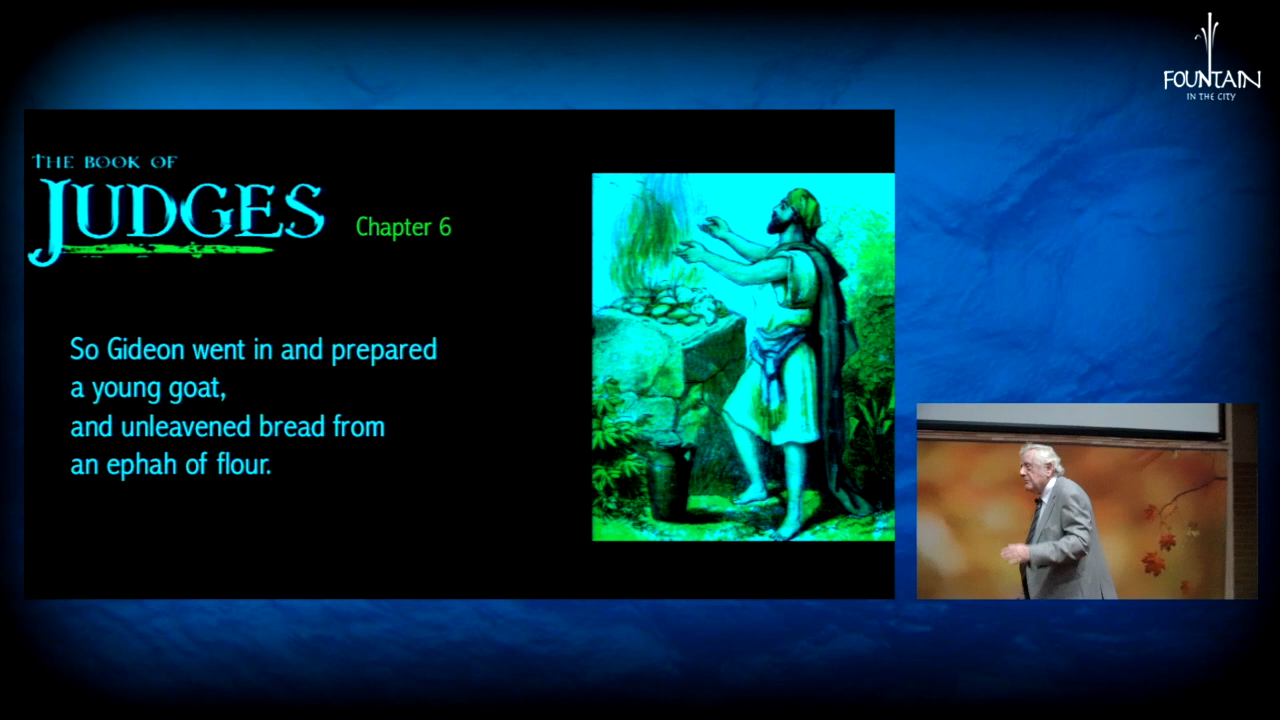 FOUNTAIN
IN THE CITY
THE BOOK OF
JUDGES
Chapter 6
So Gideon went in and prepared
a young goat,
and unleavened bread from
an ephah of flour.